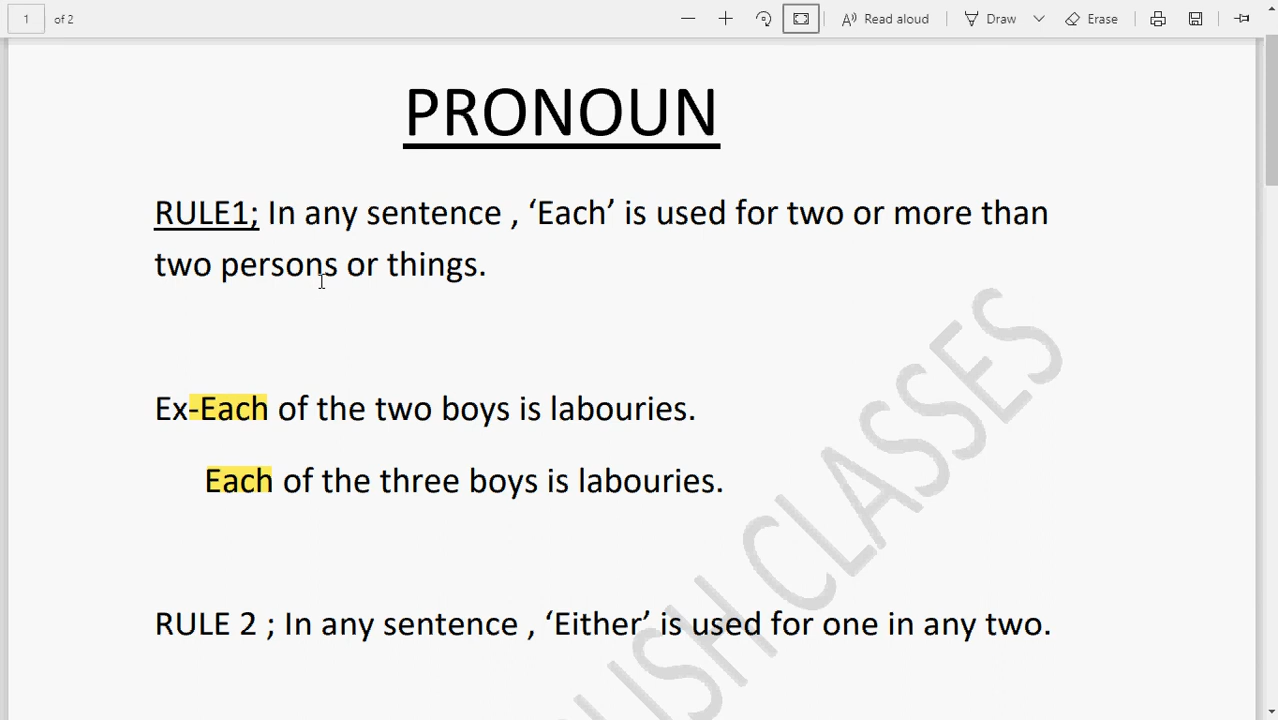 1 of 2 Read aloud Draw Erase
PRONOUN
RULE1; In any sentence , ‘Each’ is used for two or more than
two persons or things.
Ex-Each of the two boys is labouries.
Each of the three boys is labouries.
RULE 2 ; In any sentence , ‘Either’ is used for one in any two.
CLASSES